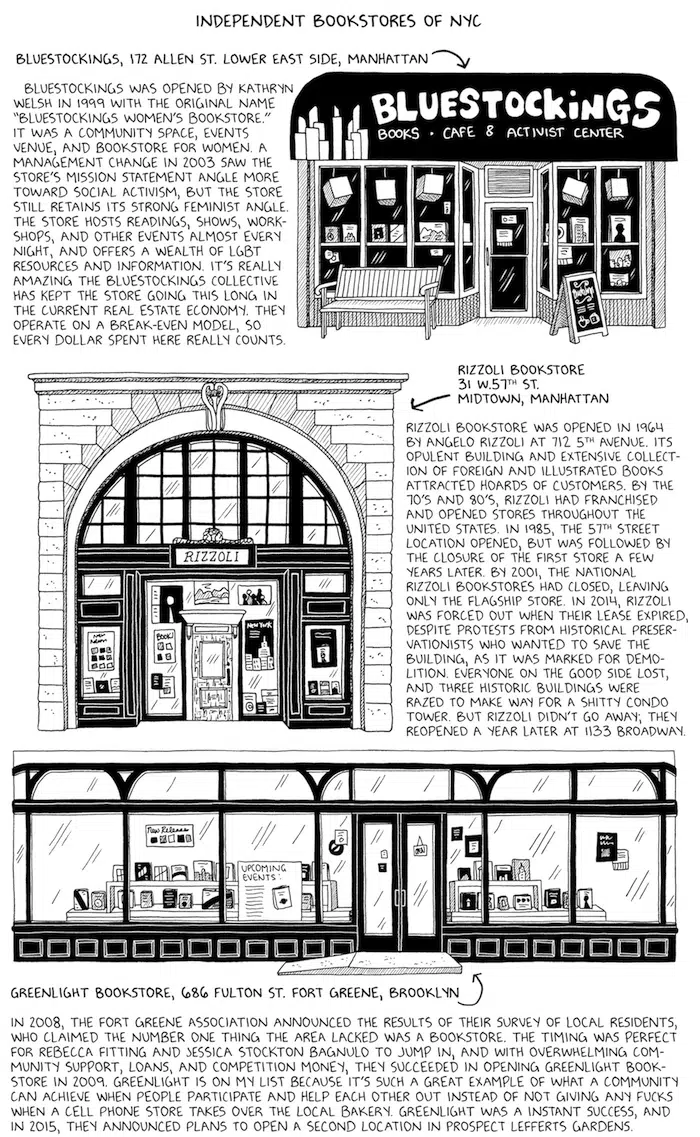 INDEPENDENT BOOKSTORES OF NYC
BLUESTOCKINGS, 172 ALLEN ST. LOWER EAST SIDE, MANHATTAN
BLUESTOCKINGS WAS OPENED BY KATHRYN
WELSH IN 1999 WITH THE ORIGINAL NAME
"BLUESTOCKINGS WOMEN'S BOOKSTORE."
IT WAS A COMMUNITY SPACE, EVENTS
VENUE, AND BOOKSTORE FOR WOMEN. A
MANAGEMENT CHANGE IN 2003 SAW THE
STORE'S MISSION STATEMENT ANGLE MORE
TOWARD SOCIAL ACTIVISM, BUT THE STORE
STILL RETAINS ITS STRONG FEMINIST ANGLE.
THE STORE HOSTS READINGS, SHOWS, WORK-
SHOPS, AND OTHER EVENTS ALMOST EVERY
NIGHT, AND OFFERS A WEALTH OF LGBT
RESOURCES AND INFORMATION. IT'S REALLY
AMAZING THE BLUESTOCKINGS COLLECTIVE
HAS KEPT THE STORE GOING THIS LONG IN
THE CURRENT REAL ESTATE ECONOMY. THEY
OPERATE ON A BREAK-EVEN MODEL, SO
EVERY DOLLAR SPENT HERE REALLY COUNTS.
BLUESTOCKiNGS
BOOKS · CAFE & ACTIVIST CENTER
RIZZOLI BOOKSTORE
31 W.57TH ST.
MIDTOWN, MANHATTAN
RIZZOLI BOOKSTORE WAS OPENED IN 1964
BY ANGELO RIZZOLI AT 712 5TH AVENUE. ITS
OPULENT BUILDING AND EXTENSIVE COLLECT-
ION OF FOREIGN AND ILLUSTRATED BOOKS
ATTRACTED HOARDS OF CUSTOMERS. BY THE
70'S AND 80'S, RIZZOLI HAD FRANCHISED
AND OPENED STORES THROUGHOUT THE
UNITED STATES. IN 1985, THE 57TH STREET
LOCATION OPENED, BUT WAS FOLLOWED BY
THE CLOSURE OF THE FIRST STORE A FEW
YEARS LATER. BY 2001, THE NATIONAL
RIZZOLI BOOKSTORES HAD CLOSED, LEAVING
ONLY THE FLAGSHIP STORE. IN 2014, RIZZOLI
WAS FORCED OUT WHEN THEIR LEASE EXPIRED,
DESPITE PROTESTS FROM HISTORICAL PRESER-
VATIONISTS WHO WANTED TO SAVE THE
BUILDING, AS IT WAS MARKED FOR DEMO-
LITION. EVERYONE ON THE GOOD SIDE LOST,
AND THREE HISTORIC BUILDINGS WERE
RAZED TO MAKE WAY FOR A SHITTY CONDO
TOWER. BUT RIZZOLI DIDN'T GO AWAY; THEY
REOPENED A YEAR LATER AT 1133 BROADWAY.
RIZZOLI
BOOK
New York
New Releases
UPCOMING
EVENTS:
GREENLIGHT BOOKSTORE, 686 FULTON ST. FORT GREENE, BROOKLYN
IN 2008, THE FORT GREENE ASSOCIATION ANNOUNCED THE RESULTS OF THEIR SURVEY OF LOCAL RESIDENTS,
WHO CLAIMED THE NUMBER ONE THING THE AREA LACKED WAS A BOOKSTORE. THE TIMING WAS PERFECT
FOR REBECCA FITTING AND JESSICA STOCKTON BAGNULO TO JUMP IN, AND WITH OVERWHELMING COM-
MUNITY SUPPORT, LOANS, AND COMPETITION MONEY, THEY SUCCEEDED IN OPENING GREENLIGHT BOOK-
STORE IN 2009. GREENLIGHT IS ON MY LIST BECAUSE IT'S SUCH A GREAT EXAMPLE OF WHAT A COMMUNITY
CAN ACHIEVE WHEN PEOPLE PARTICIPATE AND HELP EACH OTHER OUT INSTEAD OF NOT GIVING ANY FUCKS
WHEN A CELL PHONE STORE TAKES OVER THE LOCAL BAKERY. GREENLIGHT WAS A INSTANT SUCCESS, AND
IN 2015, THEY ANNOUNCED PLANS TO OPEN A SECOND LOCATION IN PROSPECT LEFFERTS GARDENS.